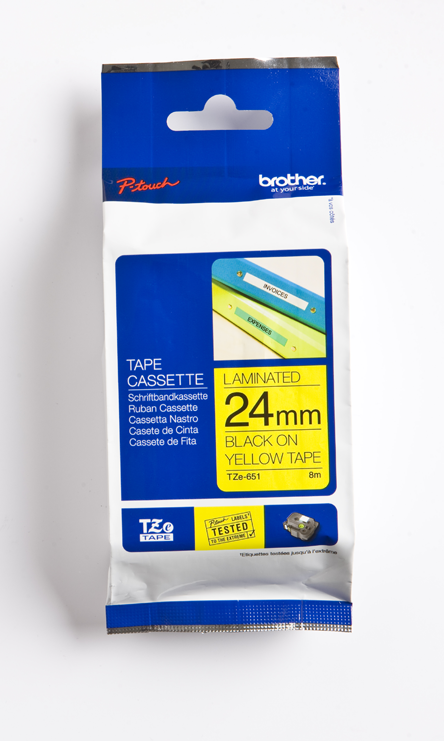 P-touch
brother
at your side
INVOICES
EXPENSES
TAPE
CASSETTE
Schriftbandkassette
Ruban Cassette
Cassetta Nastro
Casete de Cinta
Cassete de Fita
LAMINATED
24mm
BLACK ON
YELLOW TAPE
TZe-651 8m
TZe
TAPE
P-touch LABELS*
TESTED
TO THE EXTREME
*Etiquettes testées jusqu'à l'extrême